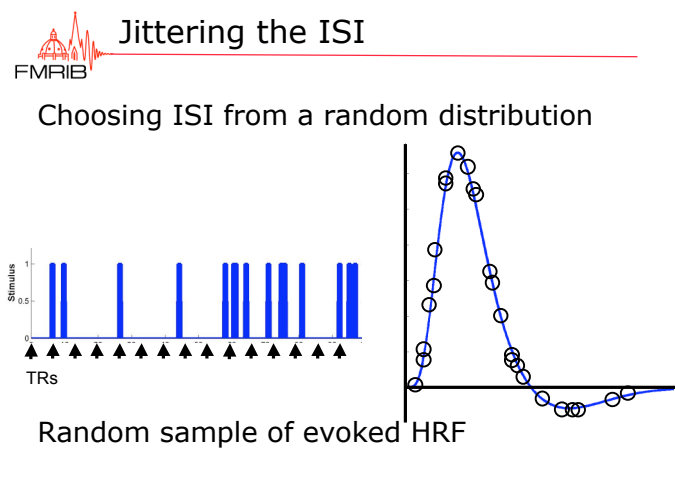 Jittering the ISI
FMRIB
Choosing ISI from a random distribution
Stimulus
1
0.5
0
TRs
Random sample of evoked HRF